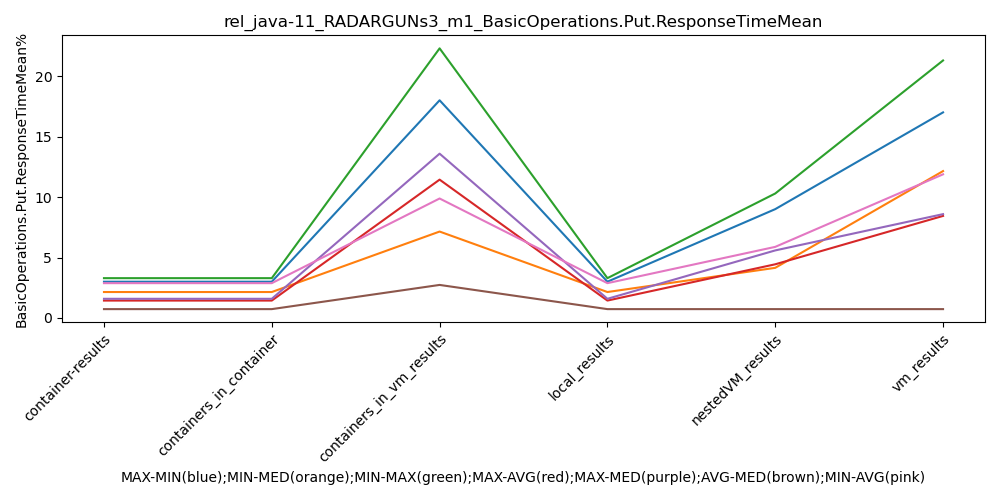 rel_java-11_RADARGUNs3_m1_BasicOperations.Put.ResponseTimeMean
BasicOperations.Put.ResponseTimeMean%
20
15
10
5
0
container-results
containers_in_container
containers_in_vm_results
local_results
nestedVM_results
vm_results
MAX-MIN(blue);MIN-MED(orange);MIN-MAX(green);MAX-AVG(red);MAX-MED(purple);AVG-MED(brown);MIN-AVG(pink)